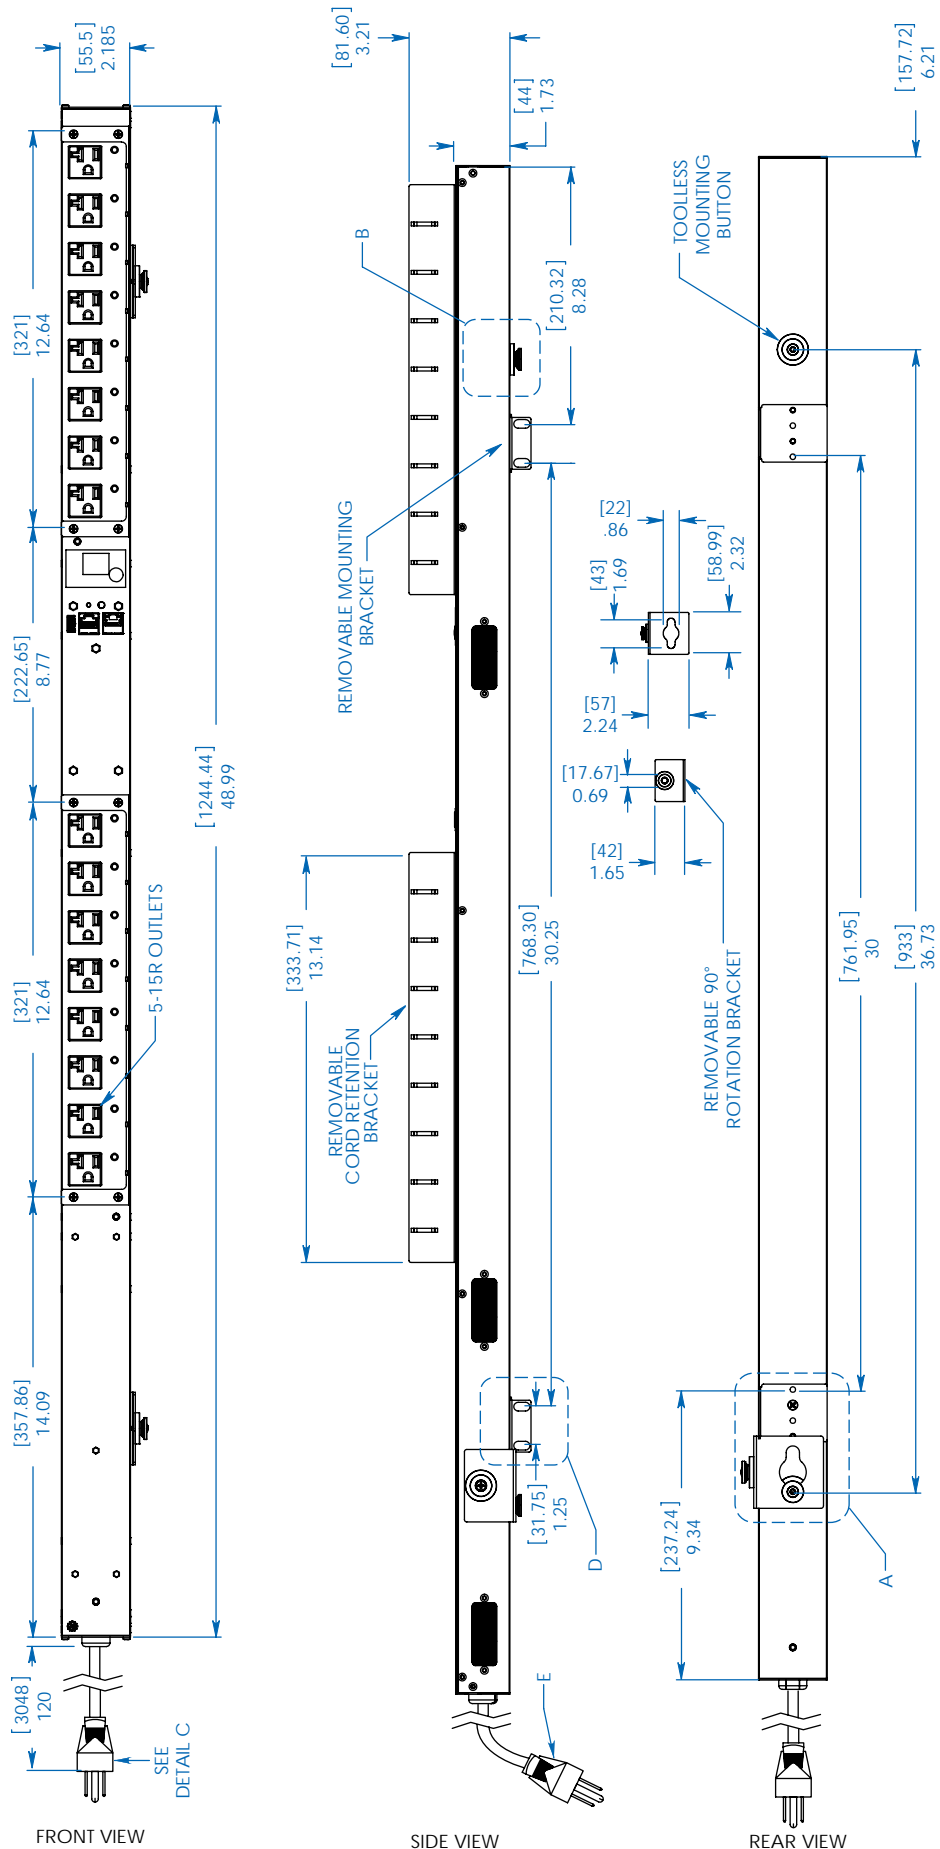 [55.5]
2.185
[321]
12.64
[222.65]
8.77
[1244.44]
48.99
[321]
12.64
5-15R OUTLETS
[357.86]
14.09
[3048]
120
SEE
DETAIL C
FRONT VIEW
[81.60]
3.21
[44]
1.73
B
[210.32]
8.28
REMOVABLE MOUNTING
BRACKET
[333.71]
13.14
[768.30]
30.25
REMOVABLE
CORD RETENTION
BRACKET
[31.75]
1.25
D
E
SIDE VIEW
[22]
.86
[43]
1.69
[58.99]
2.32
[57]
2.24
[17.67]
0.69
[42]
1.65
REMOVABLE 90°
ROTATION BRACKET
[157.72]
6.21
TOOLLESS
MOUNTING
BUTTON
[761.95]
30
[933]
36.73
[237.24]
9.34
A
REAR VIEW